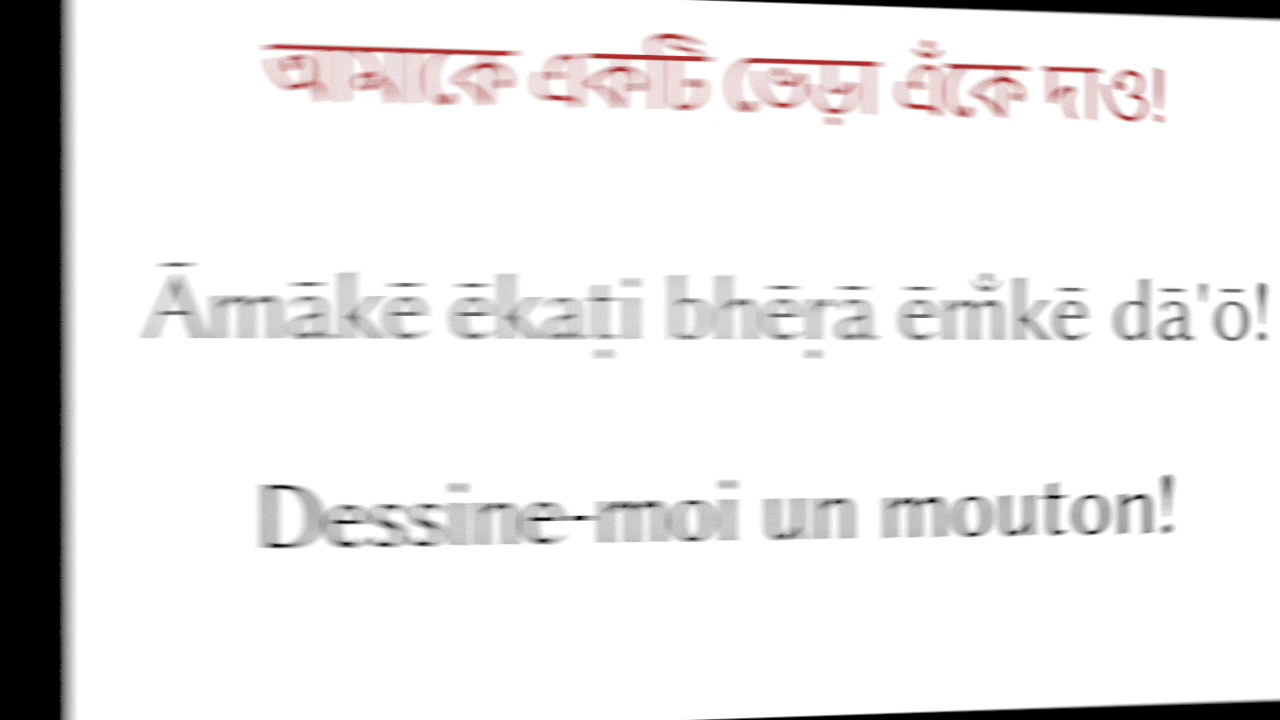 আমাকে একটি ভেড়া এঁকে দাও!
Āmākē ēkaṭi bhēṛā ēm̐kē dā'ō!
Dessine-moi un mouton!